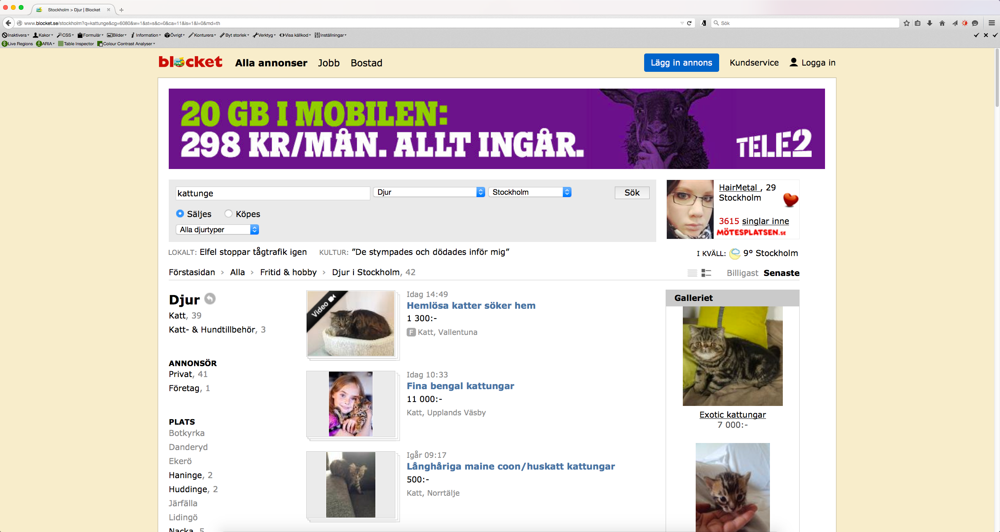 Stockholm > Djur | Blocket
www.blocket.se/stockholm?q=kattunge&cg=6080&w=1&st=s&c=0&ca=11&is=1&l=0&md=th
Sök
Inaktivera Kakor CSS Formulär Bilder Information Övrigt Konturera Byt storlek Verktyg Visa källkod Inställningar
Live Regions ARIA Table Inspector Colour Contrast Analyser
blocket Alla annonser Jobb Bostad Lägg in annons Kundservice Logga in
20 GB I MOBILEN:
298 KR/MÅN. ALLT INGÅR.
TELE2
kattunge Djur Stockholm Sök
Säljes Köpes
Alla djurtyper
HairMetal , 29
Stockholm
3615 singlar inne
MÖTESPLATSEN.se
LOKALT: Elfel stoppar tågtrafik igen KULTUR: ”De stympades och dödades inför mig” I KVÄLL: 9° Stockholm
Förstasidan › Alla › Fritid & hobby › Djur i Stockholm, 42 Billigast Senaste
Djur
Katt, 39
Katt- & Hundtillbehör, 3
ANNONSÖR
Privat, 41
Företag, 1
PLATS
Botkyrka
Danderyd
Ekerö
Haninge, 2
Huddinge, 2
Järfälla
Lidingö
Nacka, 5
Video
Idag 14:49
Hemlösa katter söker hem
1 300:-
F Katt, Vallentuna
Idag 10:33
Fina bengal kattungar
11 000:-
Katt, Upplands Väsby
Igår 09:17
Långhåriga maine coon/huskatt kattungar
500:-
Katt, Norrtälje
Galleriet
Exotic kattungar
7 000:-